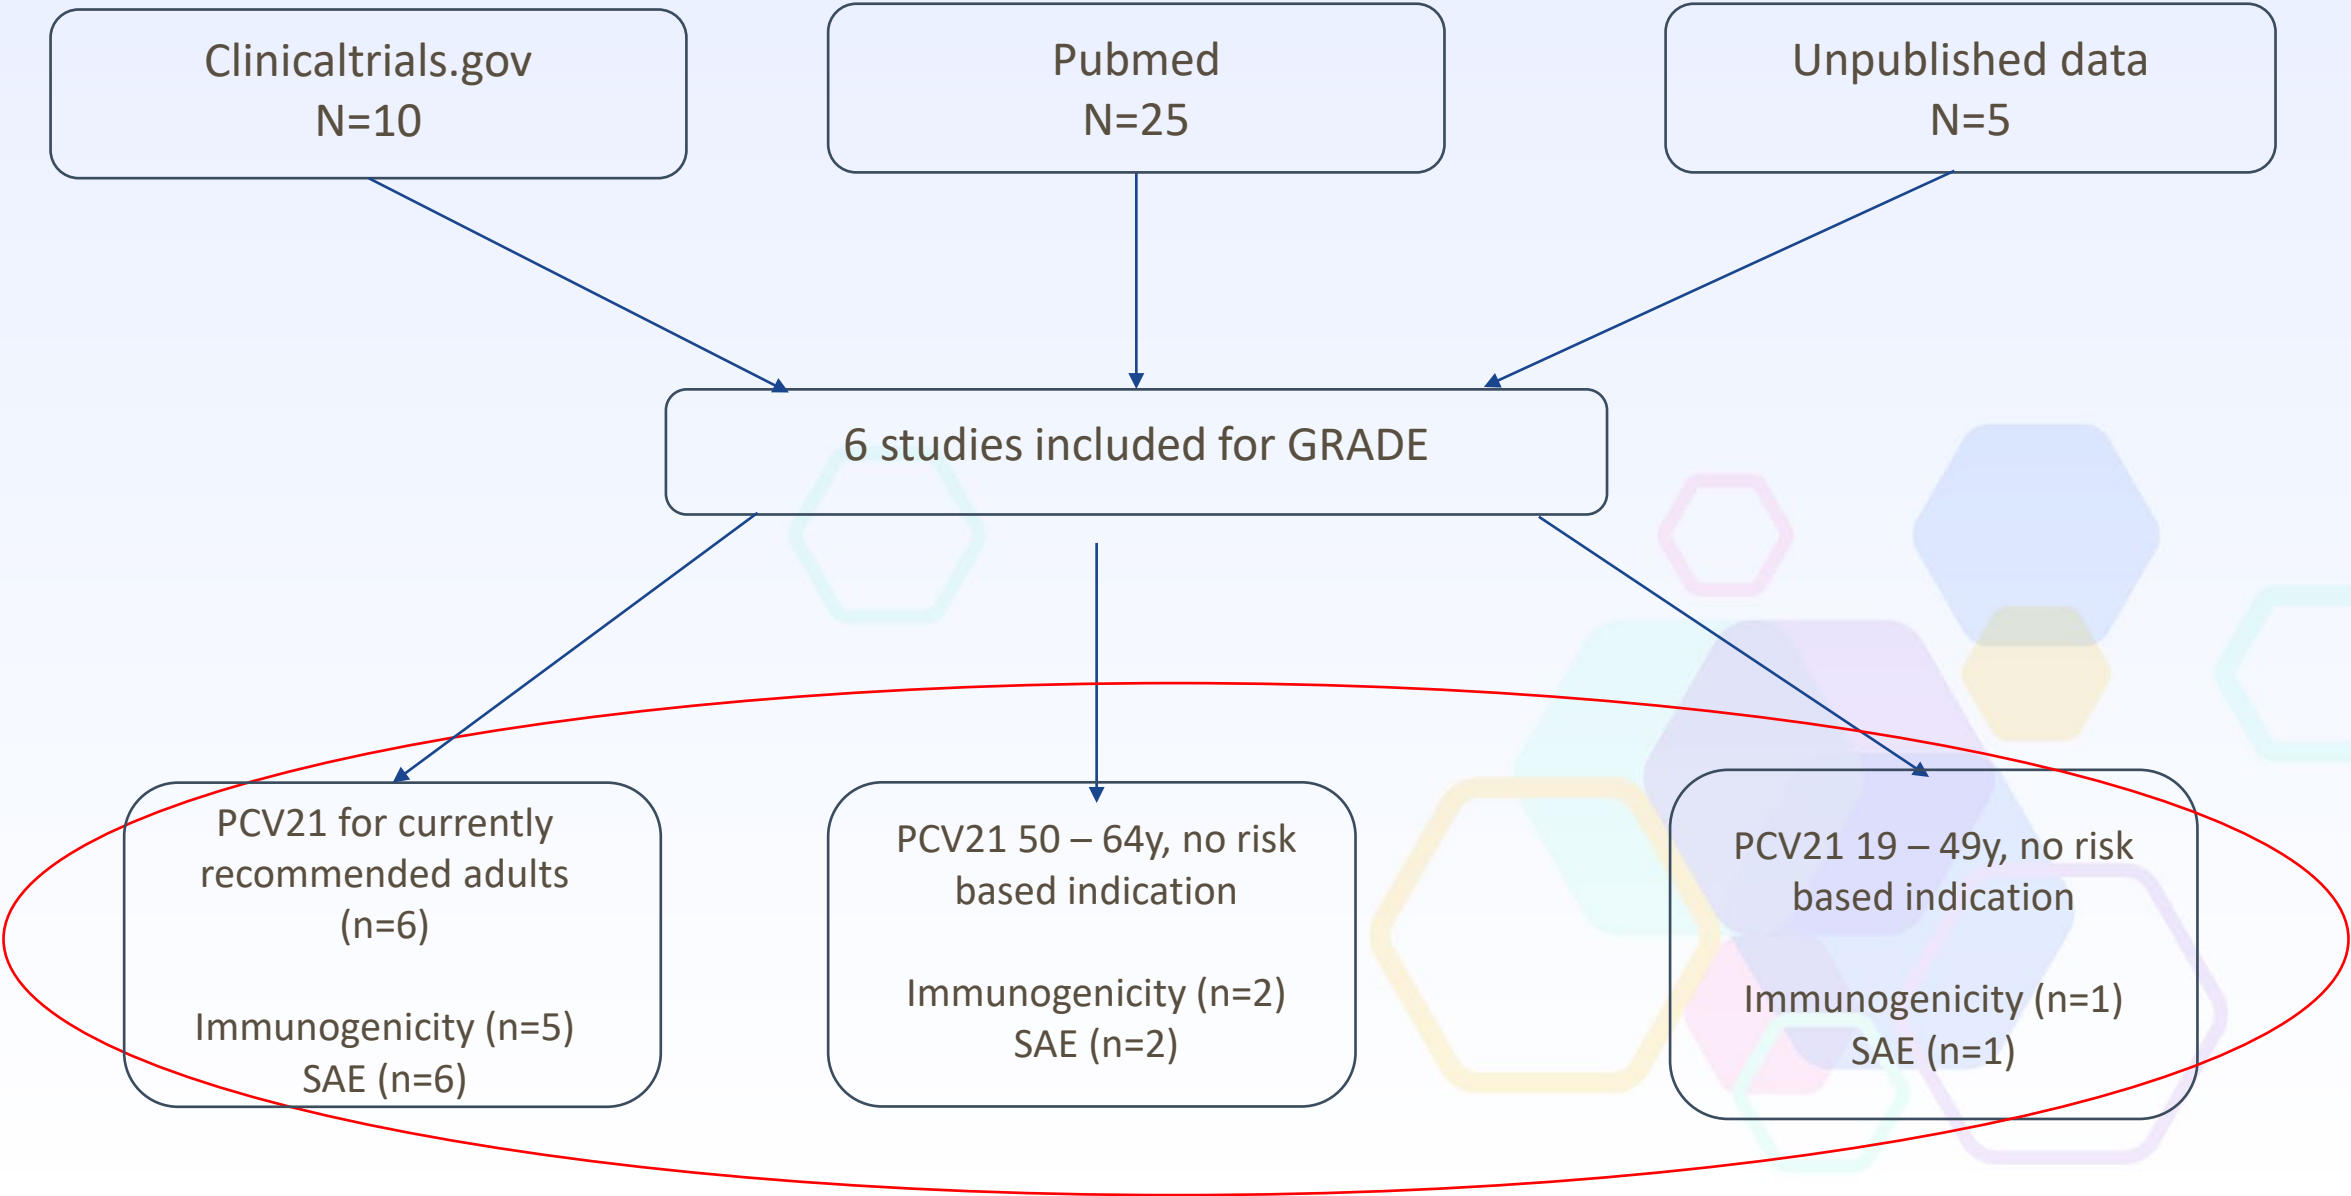 Clinicaltrials.gov
N=10
Pubmed
N=25
Unpublished data
N=5
6 studies included for GRADE
PCV21 for currently
recommended adults
(n=6)
Immunogenicity (n=5)
SAE (n=6)
PCV21 50 – 64y, no risk
based indication
Immunogenicity (n=2)
SAE (n=2)
PCV21 19 – 49y, no risk
based indication
Immunogenicity (n=1)
SAE (n=1)